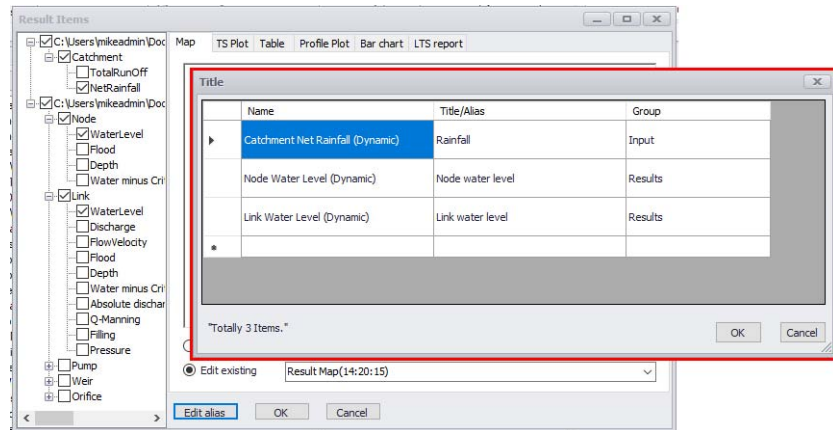 Result Items
C:\Users\mikeadmin\Doc
Catchment
TotalRunOff
NetRainfall
C:\Users\mikeadmin\Doc
Node
WaterLevel
Flood
Depth
Water minus Crit
Link
WaterLevel
Discharge
FlowVelocity
Flood
Depth
Water minus Crit
Absolute dischar
Q-Manning
Filling
Pressure
Pump
Weir
Orifice
Map TS Plot Table Profile Plot Bar chart LTS report
Title
Name Title/Alias Group
Catchment Net Rainfall (Dynamic) Rainfall Input
Node Water Level (Dynamic) Node water level Results
Link Water Level (Dynamic) Link water level Results
"Totally 3 Items."
OK Cancel
Edit existing Result Map(14:20:15)
Edit alias OK Cancel